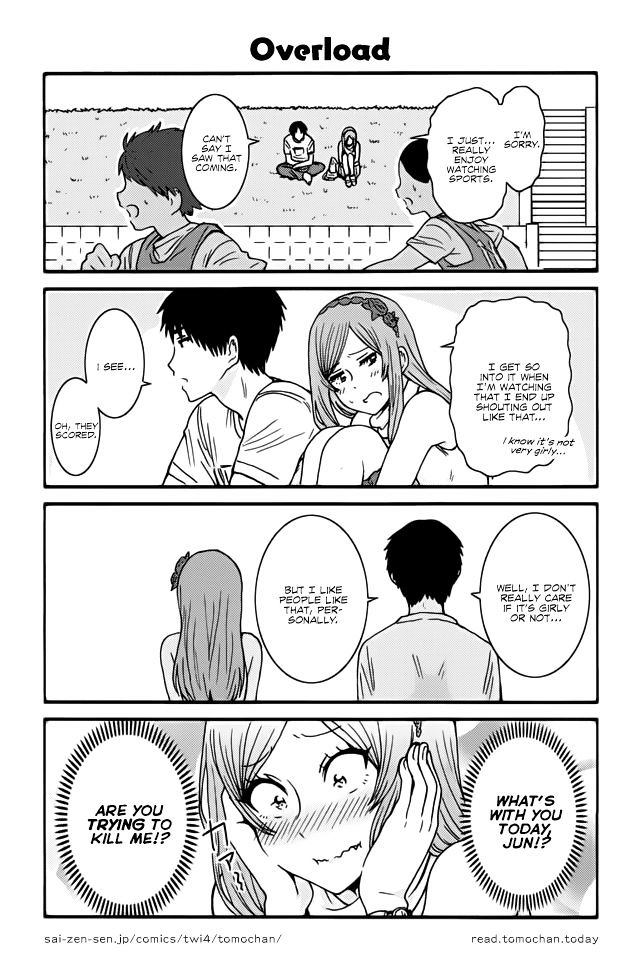 Overload
I'M
SORRY.
I JUST...
REALLY
ENJOY
WATCHING
SPORTS.
CAN'T
SAY I
SAW THAT
COMING.
I GET SO
INTO IT WHEN
I'M WATCHING
THAT I END UP
SHOUTING OUT
LIKE THAT...
I know it's not
very girly...
I SEE...
OH, THEY
SCORED.
WELL, I DON'T
REALLY CARE
IF IT'S GIRLY
OR NOT...
BUT I LIKE
PEOPLE LIKE
THAT, PER-
SONALLY.
WHAT'S
WITH YOU
TODAY,
JUN!?
ARE YOU
TRYING TO
KILL ME!?
sai-zen-sen.jp/comics/twi4/tomochan/
read.tomochan.today